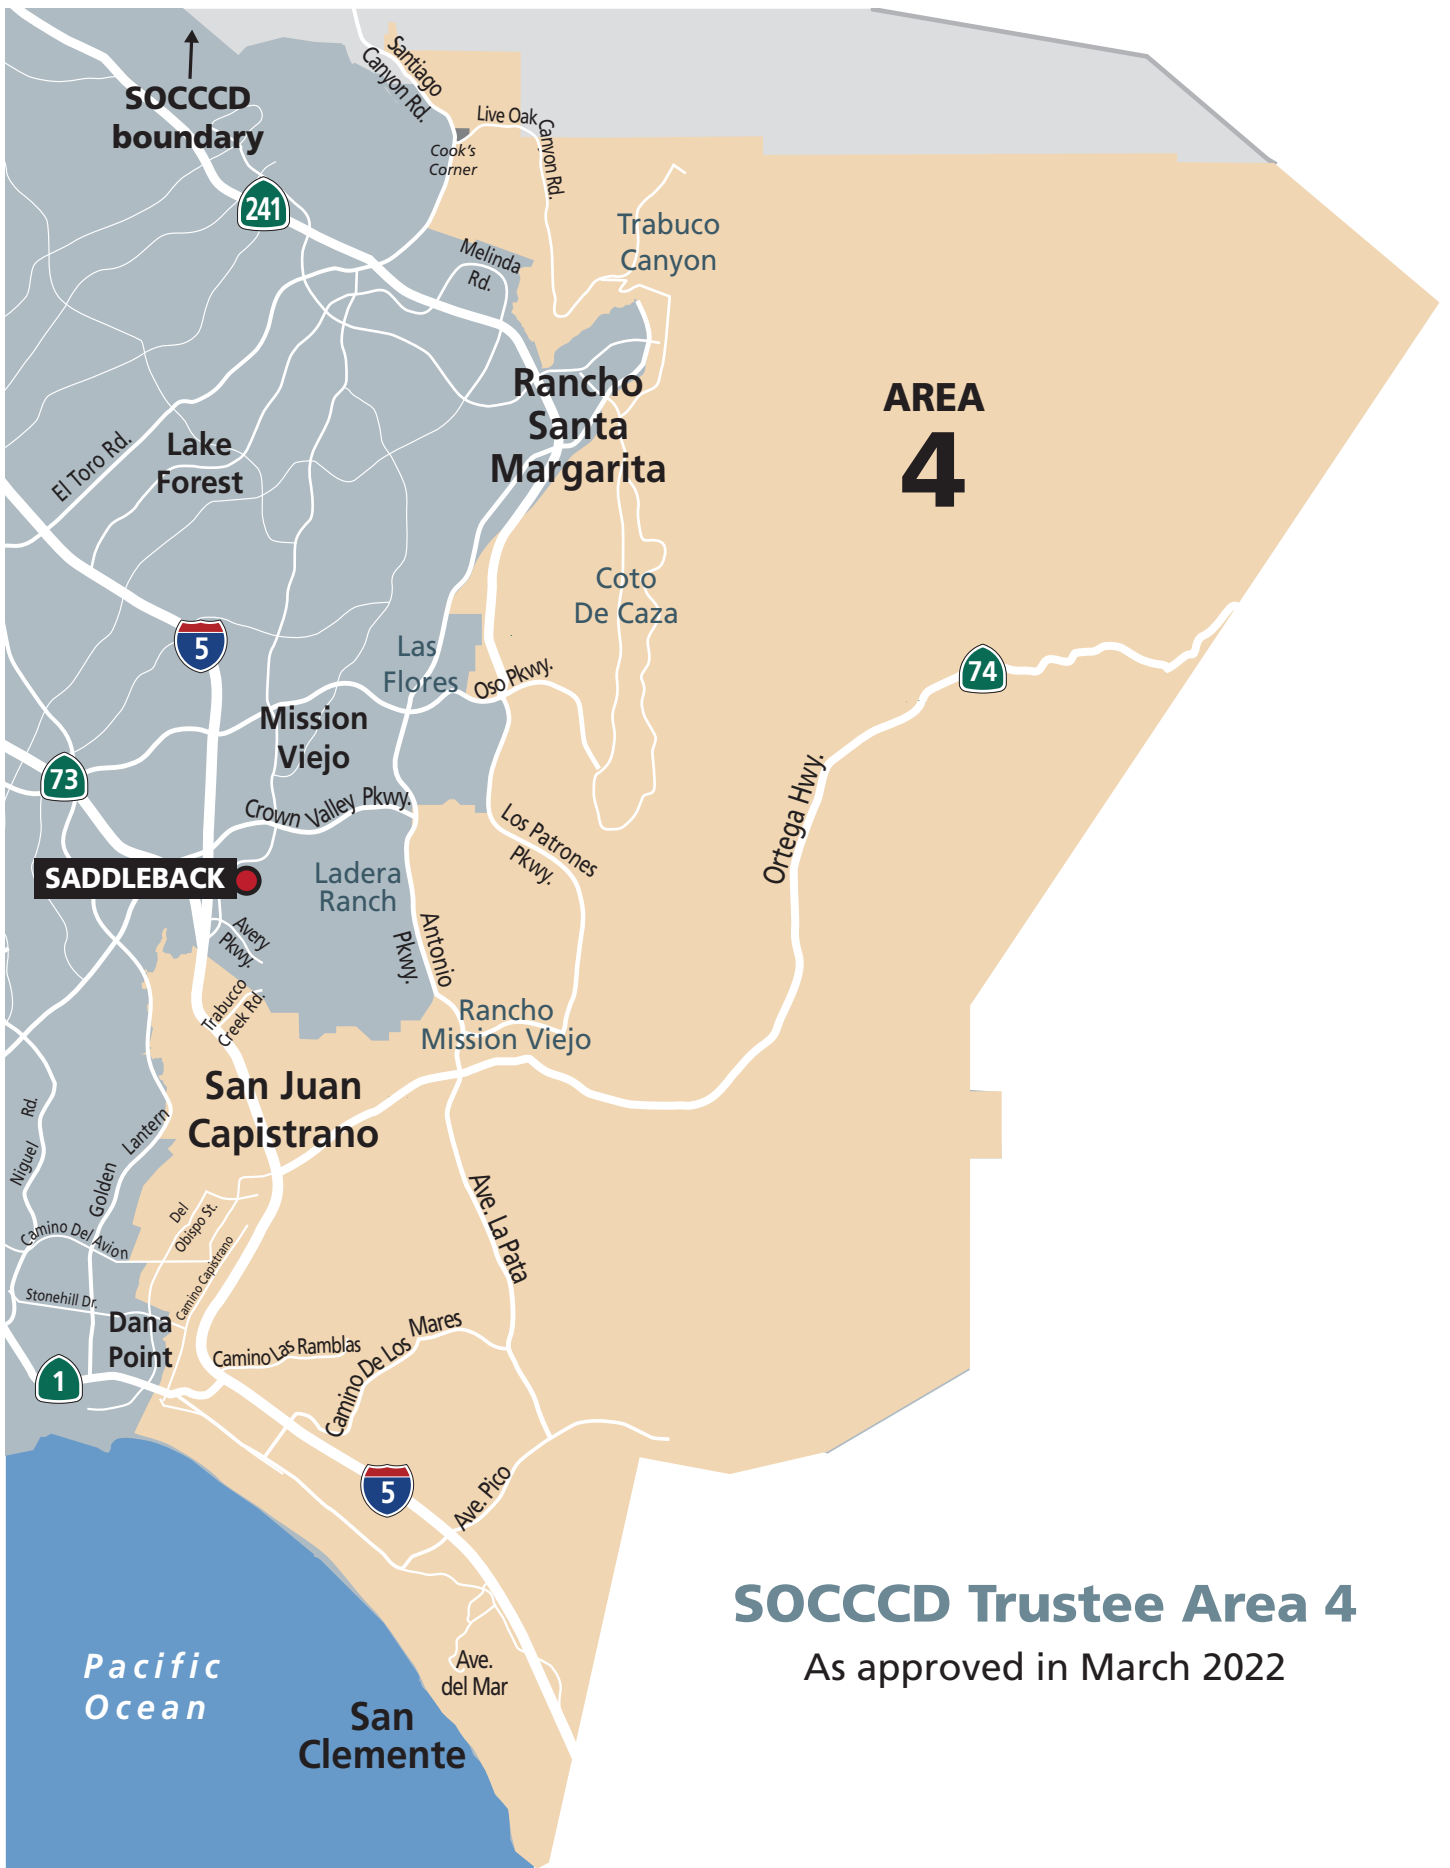 SOCCCD
boundary
Santiago
Canyon Rd.
Live Oak
Canyon Rd.
Cook's
Corner
241
Melinda
Rd.
Trabuco
Canyon
Rancho
Santa
Margarita
AREA
4
El Toro Rd.
Lake
Forest
Coto
De Caza
5
Las
Flores
Oso Pkwy.
74
Mission
Viejo
73
Crown Valley Pkwy.
Los Patrones
Pkwy.
Ortega Hwy.
SADDLEBACK
Ladera
Ranch
Avery
Pkwy.
Antonio
Pkwy.
Trabucco
Creek Rd.
Rancho
Mission Viejo
San Juan
Capistrano
Niguel Rd.
Golden Lantern
Ave. La Pata
Del
Obispo St.
Camino Del Avion
Camino Capistrano
Stonehill Dr.
Dana
Point
Camino Las Ramblas
Camino De Los Mares
1
5
Ave. Pico
SOCCCD Trustee Area 4
As approved in March 2022
Pacific
Ocean
Ave.
del Mar
San
Clemente